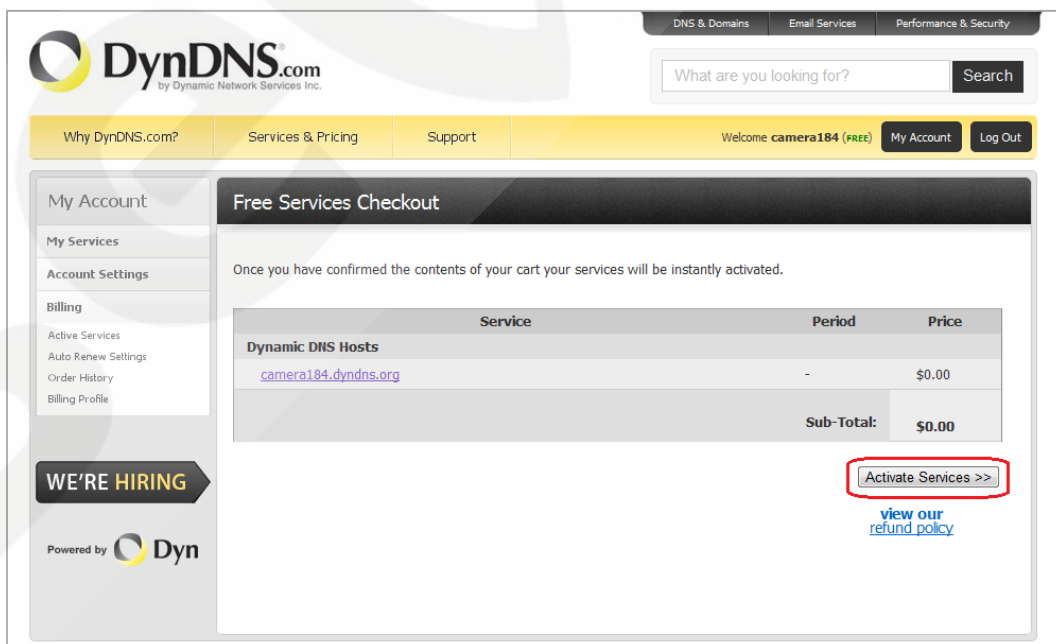 DNS & Domains Email Services Performance & Security
DynDNS.com
by Dynamic Network Services Inc.
What are you looking for? Search
Why DynDNS.com? Services & Pricing Support Welcome camera184 (FREE) My Account Log Out
My Account
My Services
Account Settings
Billing
Active Services
Auto Renew Settings
Order History
Billing Profile
WE'RE HIRING
Powered by Dyn
Free Services Checkout
Once you have confirmed the contents of your cart your services will be instantly activated.
Service Period Price
Dynamic DNS Hosts
camera184.dyndns.org - $0.00
Sub-Total: $0.00
Activate Services >>
view our
refund policy